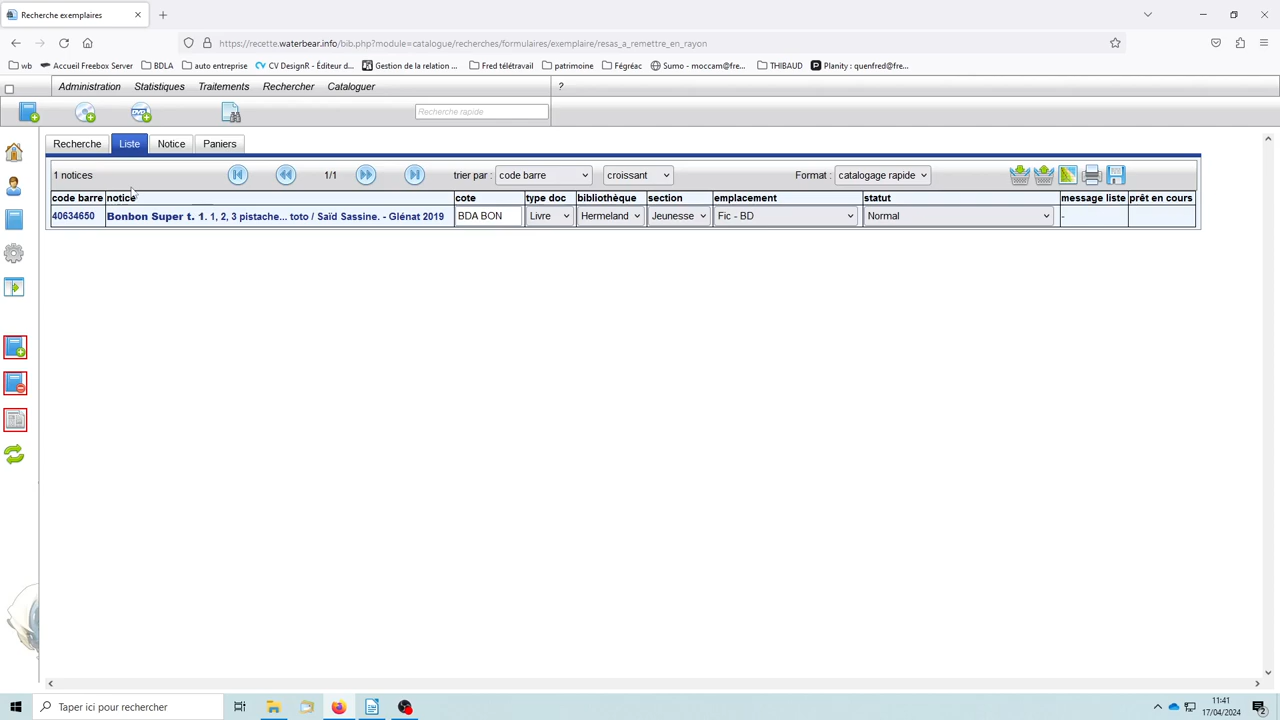 Recherche exemplaires
https://recette.waterbear.info/bib.php?module=catalogue/recherches/formulaires/exemplaire/resas_a_remettre_en_rayon
wb Accueil Freebox Server BDLA auto entreprise CV DesignR - Éditeur d... Gestion de la relation ... Fred télétravail patrimoine Fégréac Sumo - moccam@fre... THIBAUD Planity : quenfred@fre...
Administration Statistiques Traitements Rechercher Cataloguer ?
Recherche rapide
Recherche Liste Notice Paniers
1 notices 1/1 trier par : code barre croissant Format : catalogage rapide
code barre notice cote type doc bibliothèque section emplacement statut message liste prêt en cours
40634650 Bonbon Super t. 1. 1, 2, 3 pistache... toto / Saïd Sassine. - Glénat 2019 BDA BON Livre Hermeland Jeunesse Fic - BD Normal -
Taper ici pour rechercher
11:41
17/04/2024
2